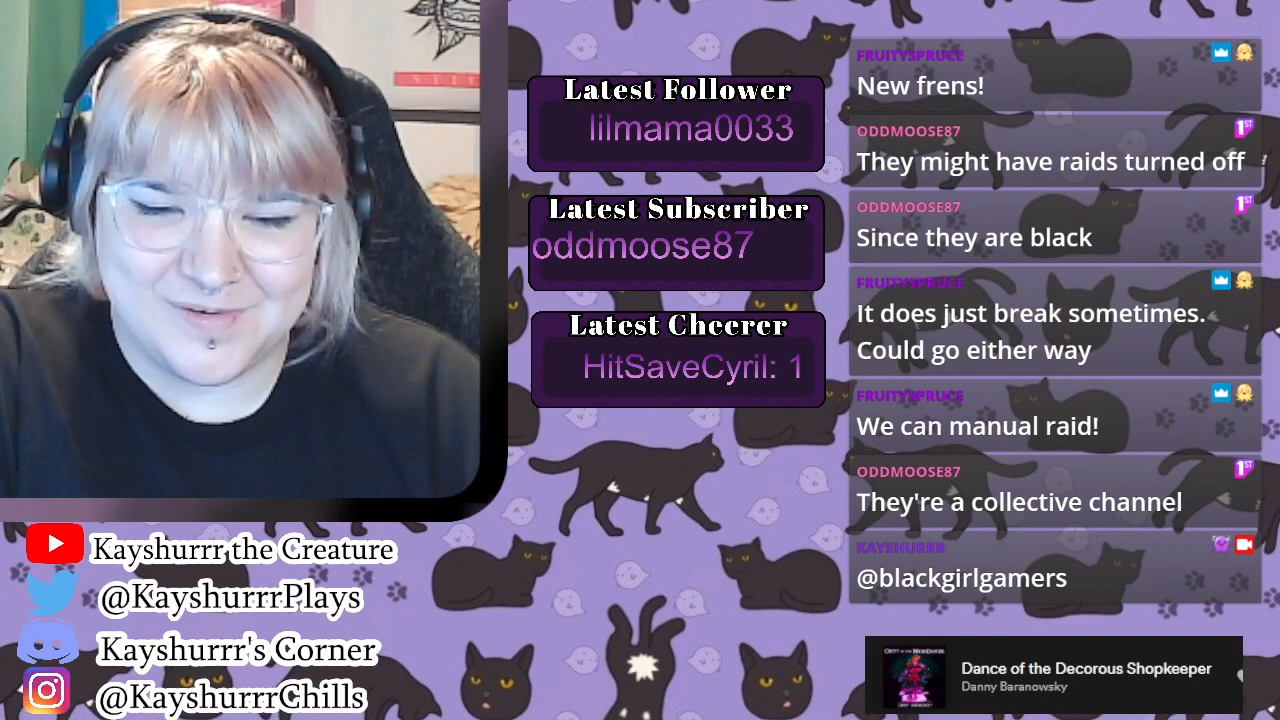 Latest Follower
lilmama0033
Latest Subscriber
oddmoose87
Latest Cheerer
HitSaveCyril: 1
FRUITYSPRUCE
New frens!
ODDMOOSE87 1ST
They might have raids turned off
ODDMOOSE87 1ST
Since they are black
FRUITYSPRUCE
It does just break sometimes.
Could go either way
FRUITYSPRUCE
We can manual raid!
ODDMOOSE87 1ST
They're a collective channel
KAYSHURRR
@blackgirlgamers
Kayshurrr the Creature
@KayshurrrPlays
Kayshurrr's Corner
@KayshurrrChills
Dance of the Decorous Shopkeeper
Danny Baranowsky